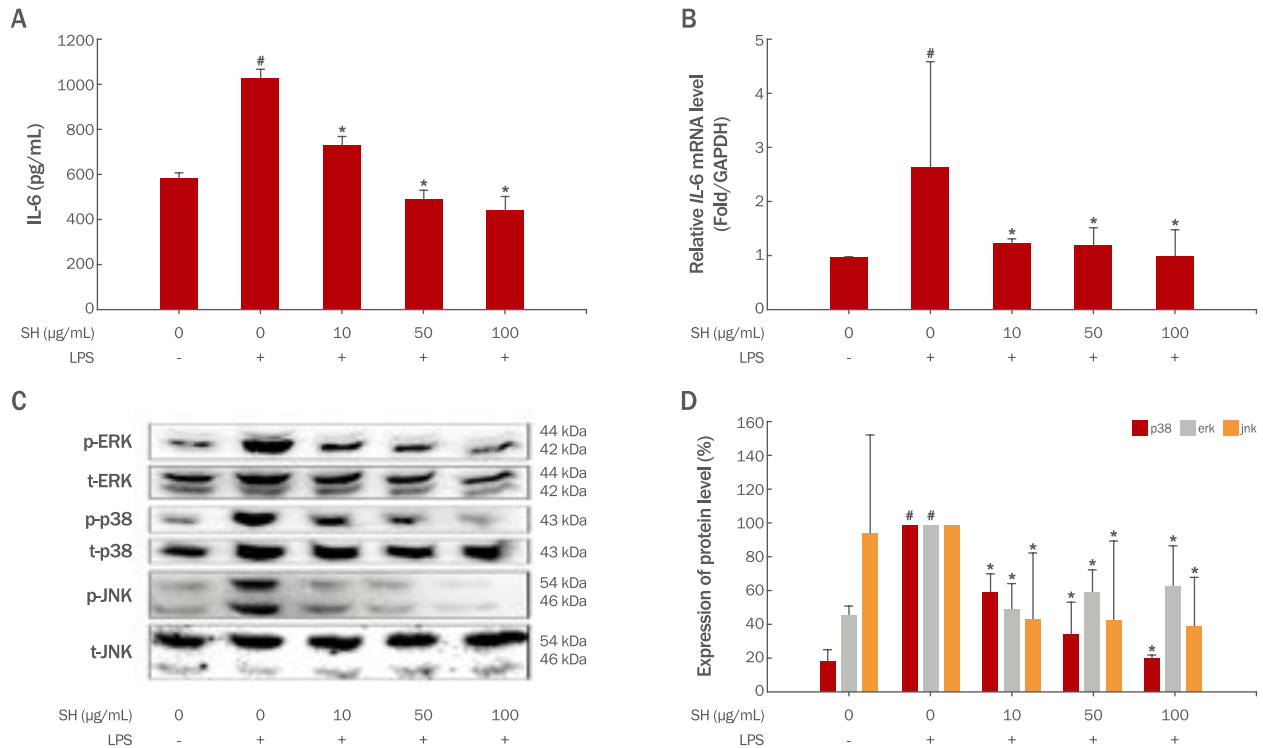 A
IL-6 (pg/mL)
1200
1000
800
600
400
200
0
#
*
*
*
SH (µg/mL) 0 0 10 50 100
LPS - + + + +
B
Relative IL-6 mRNA level
(Fold/GAPDH)
5
4
3
2
1
0
#
*
*
*
SH (µg/mL) 0 0 10 50 100
LPS - + + + +
C
p-ERK 44 kDa
42 kDa
t-ERK 44 kDa
42 kDa
p-p38 43 kDa
t-p38 43 kDa
p-JNK 54 kDa
46 kDa
t-JNK 54 kDa
46 kDa
SH (µg/mL) 0 0 10 50 100
LPS - + + + +
D
Expression of protein level (%)
160
140
120
100
80
60
40
20
0
p38 erk jnk
# #
* * *
* * *
* * *
SH (µg/mL) 0 0 10 50 100
LPS - + + + +